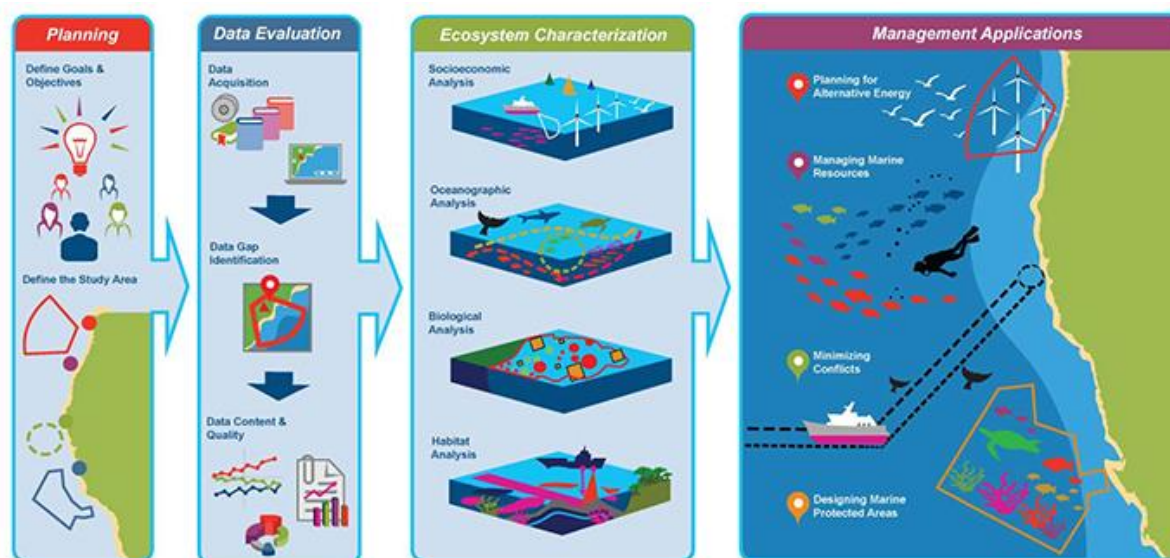 Planning
Define Goals &
Objectives
Define the Study Area
Data Evaluation
Data
Acquisition
Data Gap
Identification
Data Content &
Quality
Ecosystem Characterization
Socioeconomic
Analysis
Oceanographic
Analysis
Biological
Analysis
Habitat
Analysis
Management Applications
Planning for
Alternative Energy
Managing Marine
Resources
Minimizing
Conflicts
Designing Marine
Protected Areas